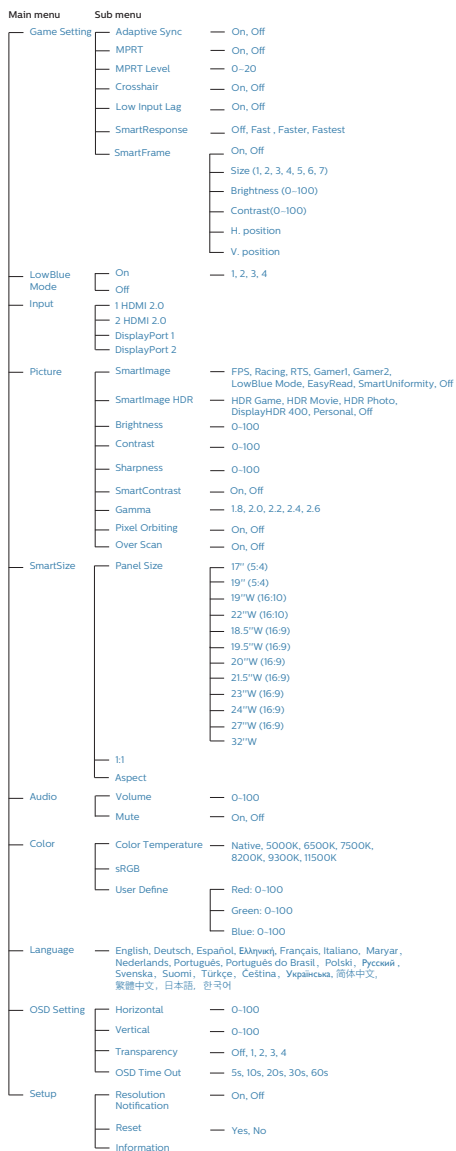 Main menu Sub menu
Game Setting Adaptive Sync On, Off
MPRT On, Off
MPRT Level 0-20
Crosshair On, Off
Low Input Lag On, Off
SmartResponse Off, Fast , Faster, Fastest
SmartFrame On, Off
Size (1, 2, 3, 4, 5, 6, 7)
Brightness (0-100)
Contrast(0-100)
H. position
V. position
LowBlue On 1, 2, 3, 4
Mode Off
Input 1 HDMI 2.0
2 HDMI 2.0
DisplayPort 1
DisplayPort 2
Picture SmartImage FPS, Racing, RTS, Gamer1, Gamer2,
LowBlue Mode, EasyRead, SmartUniformity, Off
SmartImage HDR HDR Game, HDR Movie, HDR Photo,
DisplayHDR 400, Personal, Off
Brightness 0-100
Contrast 0-100
Sharpness 0-100
SmartContrast On, Off
Gamma 1.8, 2.0, 2.2, 2.4, 2.6
Pixel Orbiting On, Off
Over Scan On, Off
SmartSize Panel Size 17" (5:4)
19" (5:4)
19"W (16:10)
22"W (16:10)
18.5"W (16:9)
19.5"W (16:9)
20"W (16:9)
21.5"W (16:9)
23"W (16:9)
24"W (16:9)
27"W (16:9)
32"W
1:1
Aspect
Audio Volume 0-100
Mute On, Off
Color Color Temperature Native, 5000K, 6500K, 7500K,
8200K, 9300K, 11500K
sRGB
User Define Red: 0-100
Green: 0-100
Blue: 0-100
Language English, Deutsch, Español, Ελληνική, Français, Italiano, Maryar,
Nederlands, Português, Português do Brasil, Polski, Русский ,
Svenska, Suomi, Türkçe, Čeština, Українська, 简体中文,
繁體中文, 日本語, 한국어
OSD Setting Horizontal 0-100
Vertical 0-100
Transparency Off, 1, 2, 3, 4
OSD Time Out 5s, 10s, 20s, 30s, 60s
Setup Resolution On, Off
Notification
Reset Yes, No
Information